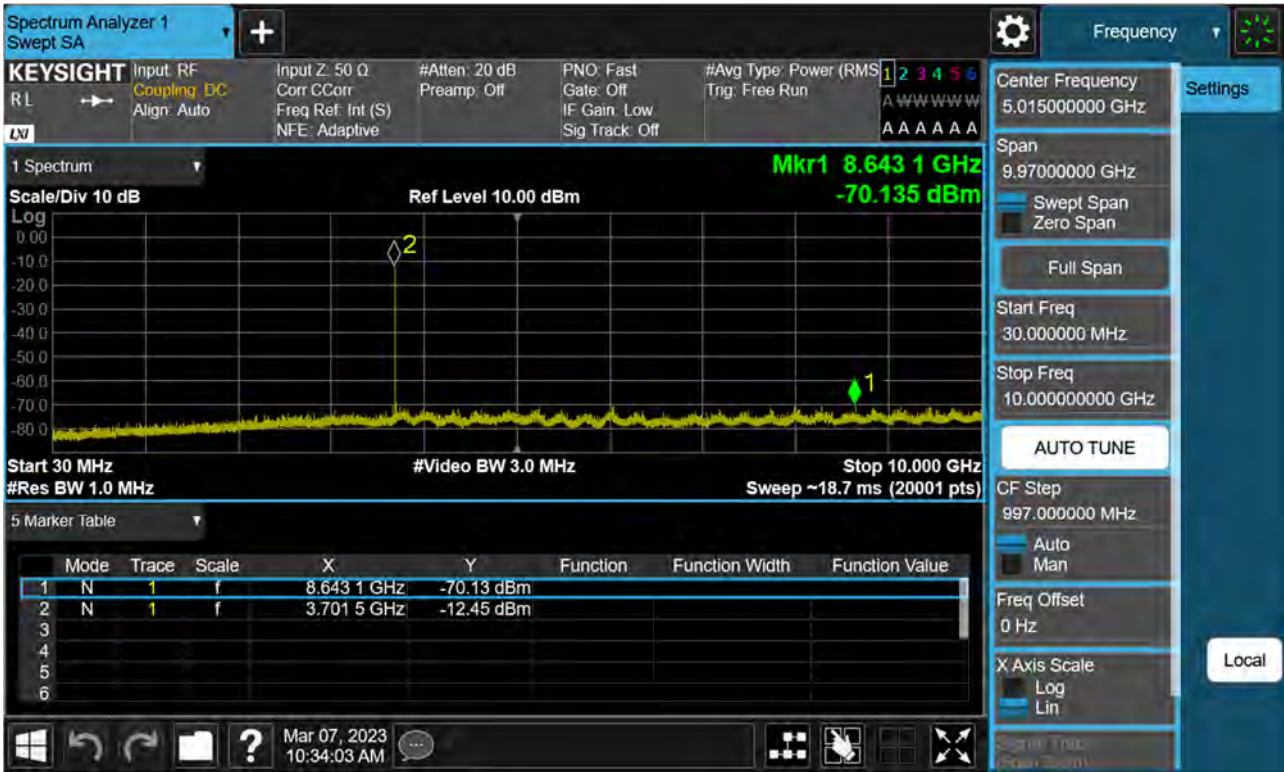 Spectrum Analyzer 1
Swept SA
+
Frequency
KEYSIGHT
RL
LXI
Input: RF
Coupling: DC
Align: Auto
Input Z: 50 Ω
Corr CCorr
Freq Ref: Int (S)
NFE: Adaptive
#Atten: 20 dB
Preamp: Off
PNO: Fast
Gate: Off
IF Gain: Low
Sig Track: Off
#Avg Type: Power (RMS
Trig: Free Run
1 2 3 4 5 6
A W W W W W
A A A A A A
1 Spectrum
Mkr1 8.643 1 GHz
-70.135 dBm
Scale/Div 10 dB
Ref Level 10.00 dBm
Log
0.00
-10.0
-20.0
-30.0
-40.0
-50.0
-60.0
-70.0
-80.0
2
1
Start 30 MHz
#Video BW 3.0 MHz
Stop 10.000 GHz
#Res BW 1.0 MHz
Sweep ~18.7 ms (20001 pts)
5 Marker Table
Mode Trace Scale X Y Function Function Width Function Value
1 N 1 f 8.643 1 GHz -70.13 dBm
2 N 1 f 3.701 5 GHz -12.45 dBm
3
4
5
6
Mar 07, 2023
10:34:03 AM
?
Center Frequency
5.015000000 GHz
Span
9.97000000 GHz
Swept Span
Zero Span
Full Span
Start Freq
30.000000 MHz
Stop Freq
10.000000000 GHz
AUTO TUNE
CF Step
997.000000 MHz
Auto
Man
Freq Offset
0 Hz
X Axis Scale
Log
Lin
Settings
Local